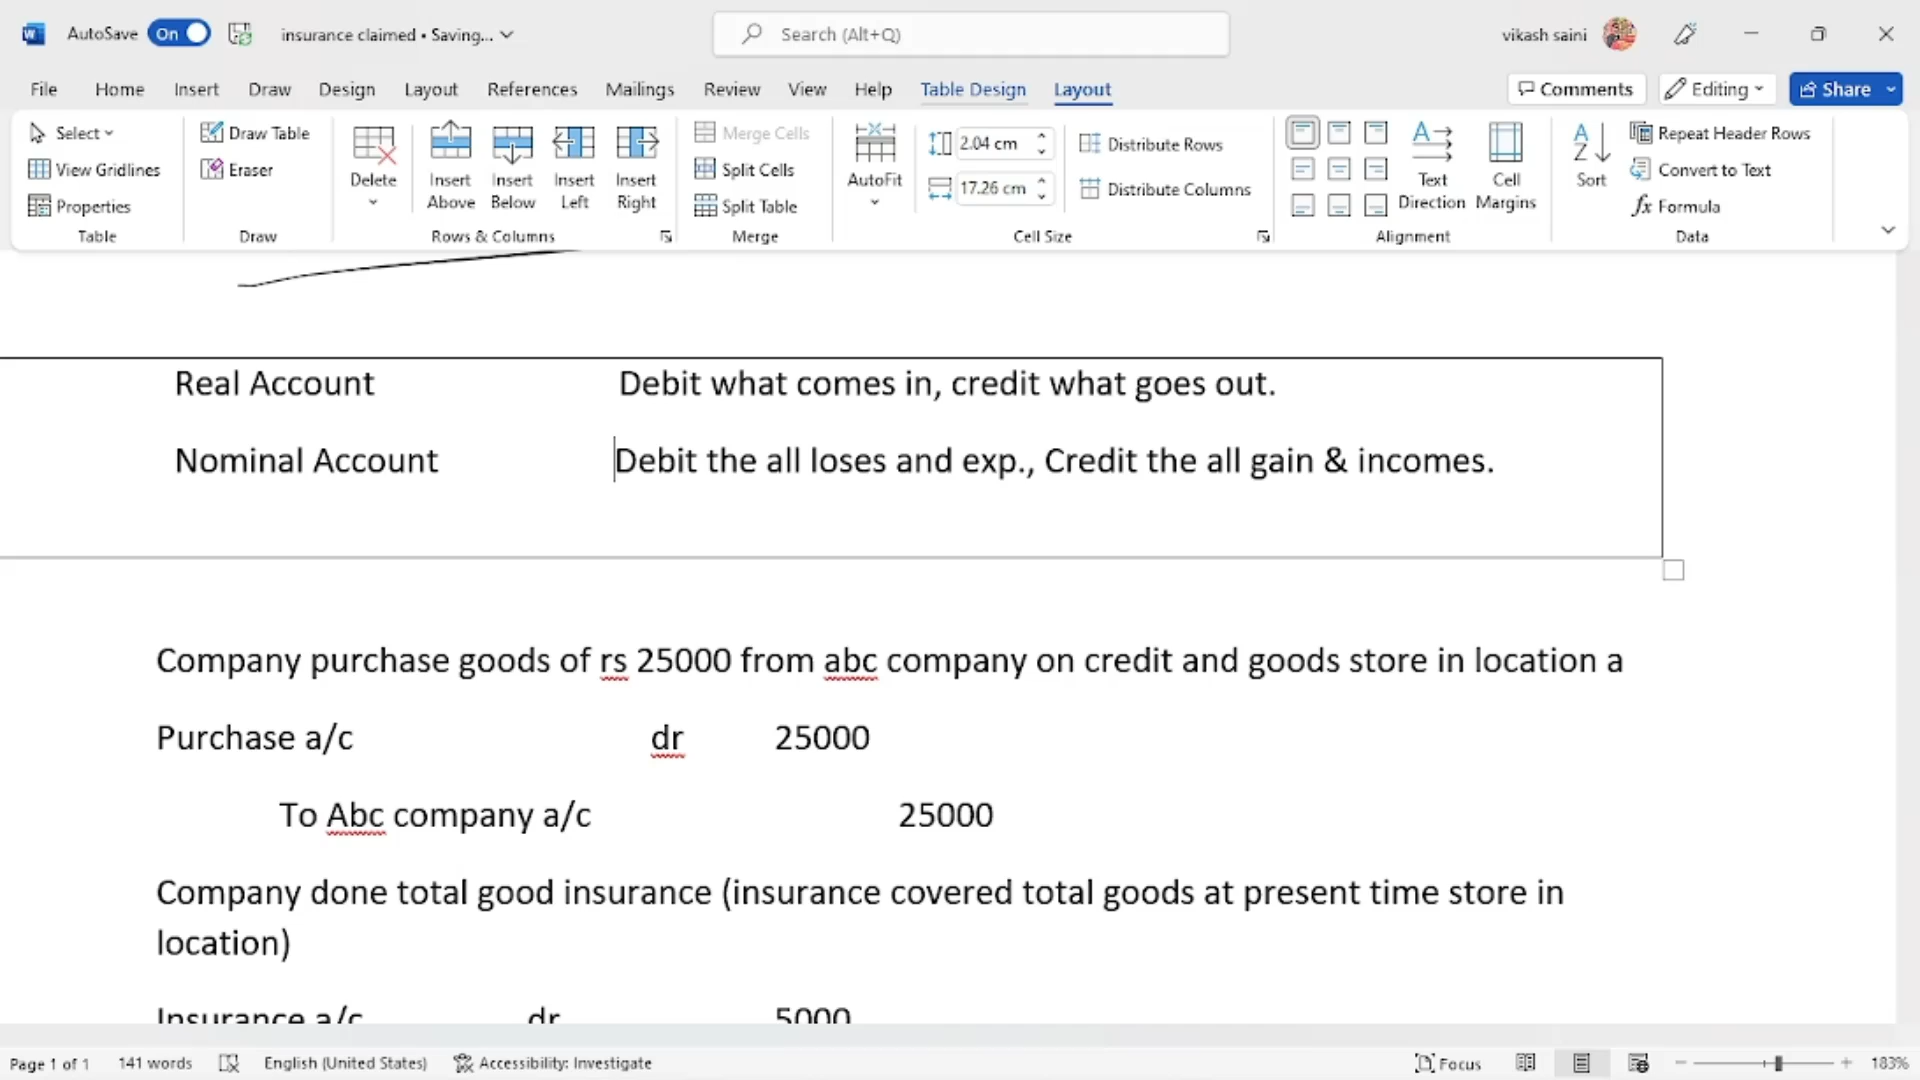 AutoSave On insurance claimed • Saving... Search (Alt+Q) vikash saini
File Home Insert Draw Design Layout References Mailings Review View Help Table Design Layout Comments Editing Share
Select Draw Table Delete Insert Above Insert Below Insert Left Insert Right Merge Cells AutoFit 2.04 cm Distribute Rows Text Direction Cell Margins Sort Repeat Header Rows
View Gridlines Eraser Split Cells 17.26 cm Distribute Columns Convert to Text
Properties Split Table Formula
Table Draw Rows & Columns Merge Cell Size Alignment Data
Real Account Debit what comes in, credit what goes out.
Nominal Account Debit the all loses and exp., Credit the all gain & incomes.
Company purchase goods of rs 25000 from abc company on credit and goods store in location a
Purchase a/c dr 25000
To Abc company a/c 25000
Company done total good insurance (insurance covered total goods at present time store in
location)
Insurance a/c dr 5000
Page 1 of 1 141 words English (United States) Accessibility: Investigate Focus 183%